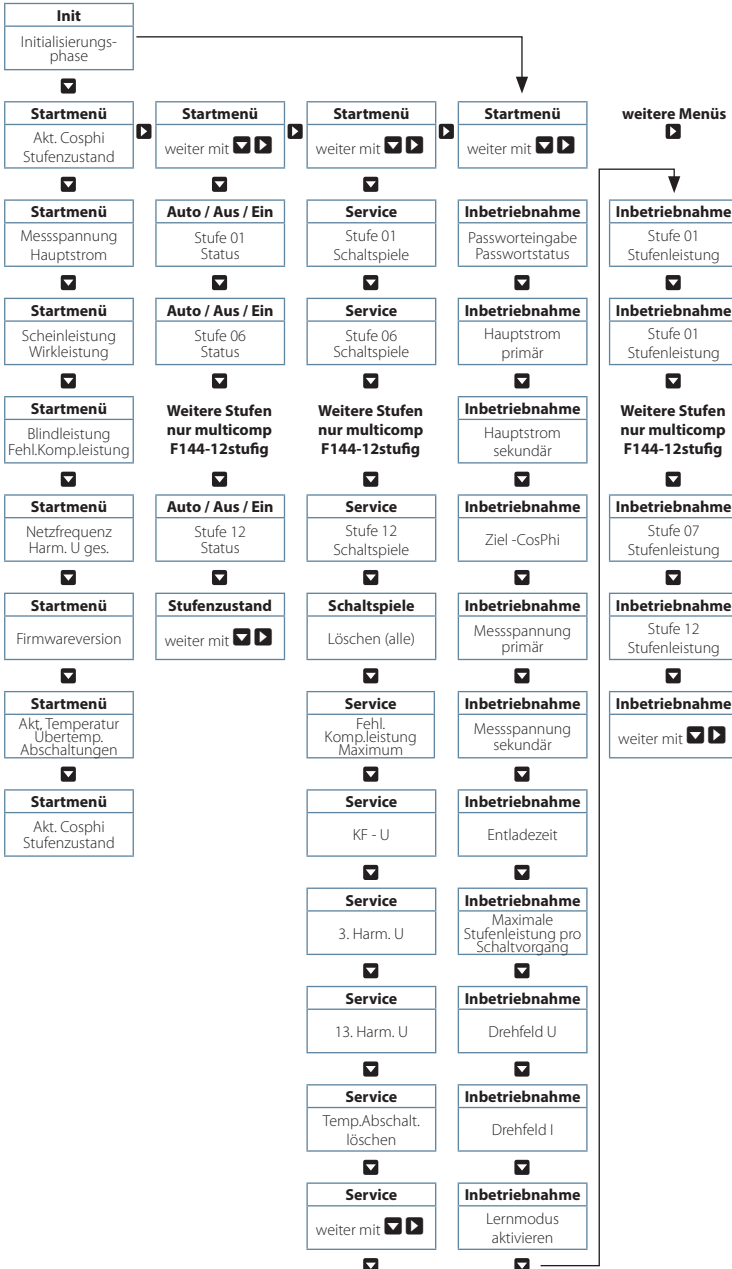 Init
Initialisierungs-
phase
Startmenü
Akt. Cosphi
Stufenzustand
Startmenü
Messspannung
Hauptstrom
Startmenü
Scheinleistung
Wirkleistung
Startmenü
Blindleistung
Fehl.Komp.leistung
Startmenü
Netzfrequenz
Harm. U ges.
Startmenü
Firmwareversion
Startmenü
Akt. Temperatur
Übertemp.
Abschaltungen
Startmenü
Akt. Cosphi
Stufenzustand
Startmenü
weiter mit
Auto / Aus / Ein
Stufe 01
Status
Auto / Aus / Ein
Stufe 06
Status
Weitere Stufen
nur multicomp
F144-12stufig
Auto / Aus / Ein
Stufe 12
Status
Stufenzustand
weiter mit
Startmenü
weiter mit
Service
Stufe 01
Schaltspiele
Service
Stufe 06
Schaltspiele
Weitere Stufen
nur multicomp
F144-12stufig
Service
Stufe 12
Schaltspiele
Schaltspiele
Löschen (alle)
Service
Fehl.
Komp.leistung
Maximum
Service
KF - U
Service
3. Harm. U
Service
13. Harm. U
Service
Temp.Abschalt.
löschen
Service
weiter mit
Startmenü
weiter mit
Inbetriebnahme
Passworteingabe
Passwortstatus
Inbetriebnahme
Hauptstrom
primär
Inbetriebnahme
Hauptstrom
sekundär
Inbetriebnahme
Ziel -CosPhi
Inbetriebnahme
Messspannung
primär
Inbetriebnahme
Messspannung
sekundär
Inbetriebnahme
Entladezeit
Inbetriebnahme
Maximale
Stufenleistung pro
Schaltvorgang
Inbetriebnahme
Drehfeld U
Inbetriebnahme
Drehfeld I
Inbetriebnahme
Lernmodus
aktivieren
weitere Menüs
Inbetriebnahme
Stufe 01
Stufenleistung
Inbetriebnahme
Stufe 01
Stufenleistung
Weitere Stufen
nur multicomp
F144-12stufig
Stufe 07
Stufenleistung
Inbetriebnahme
Stufe 12
Stufenleistung
Inbetriebnahme
weiter mit